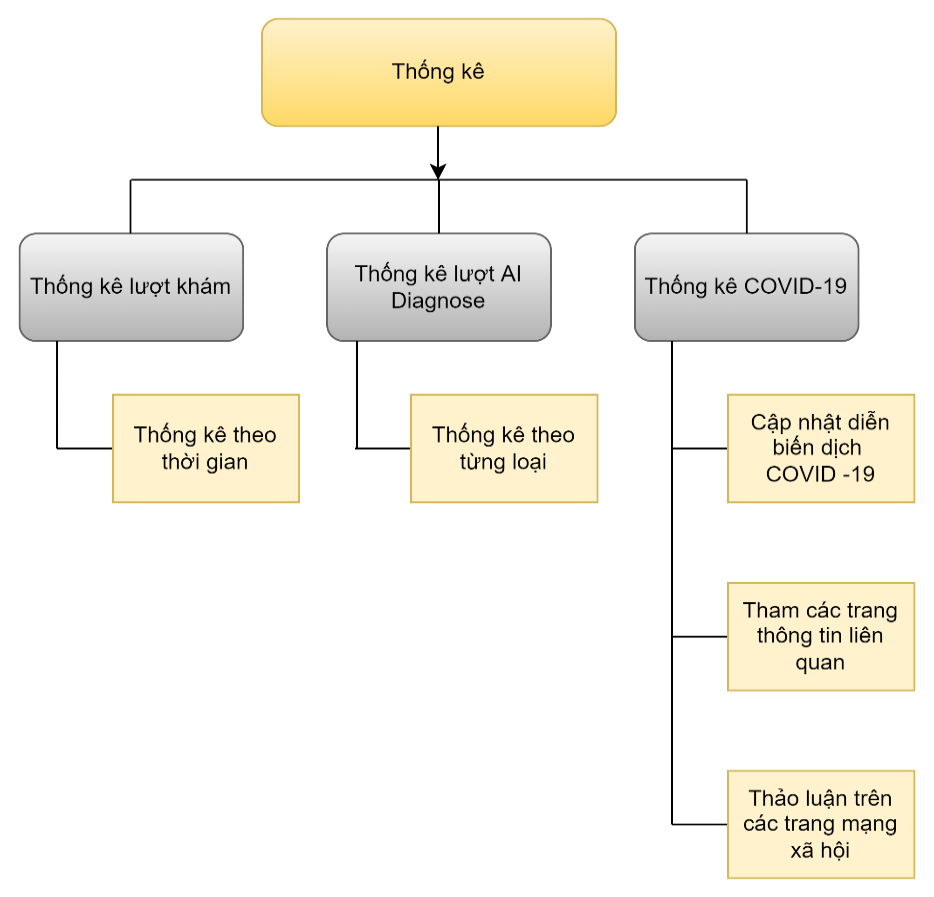 Thống kê
Thống kê lượt khám
Thống kê lượt AI
Diagnose
Thống kê COVID-19
Thống kê theo
thời gian
Thống kê theo
từng loại
Cập nhật diễn
biến dịch
COVID -19
Tham các trang
thông tin liên
quan
Thảo luận trên
các trang mạng
xã hội